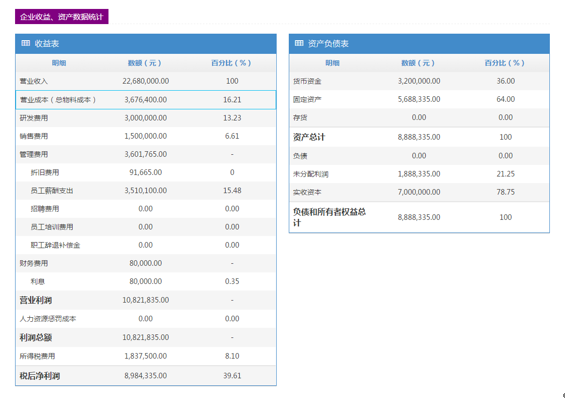 企业收益、资产数据统计
收益表
明细 数额（元） 百分比（%）
营业收入 22,680,000.00 100
营业成本（总物料成本） 3,676,400.00 16.21
研发费用 3,000,000.00 13.23
销售费用 1,500,000.00 6.61
管理费用 3,601,765.00 -
折旧费用 91,665.00 0
员工薪酬支出 3,510,100.00 15.48
招聘费用 0.00 0.00
员工培训费用 0.00 0.00
职工辞退补偿金 0.00 0.00
财务费用 80,000.00 -
利息 80,000.00 0.35
营业利润 10,821,835.00 -
人力资源惩罚成本 0.00 0.00
利润总额 10,821,835.00 -
所得税费用 1,837,500.00 8.10
税后净利润 8,984,335.00 39.61
资产负债表
明细 数额（元） 百分比（%）
货币资金 3,200,000.00 36.00
固定资产 5,688,335.00 64.00
存货 0.00 0.00
资产总计 8,888,335.00 100
负债 0.00 0.00
未分配利润 1,888,335.00 21.25
实收资本 7,000,000.00 78.75
负债和所有者权益总
计 8,888,335.00 100